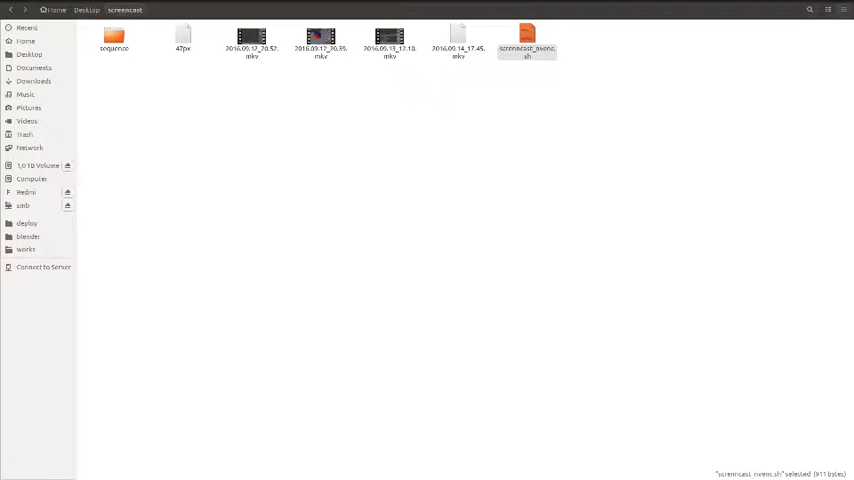 Home Desktop screencast
Recent
Home
Desktop
Documents
Downloads
Music
Pictures
Videos
Trash
Network
1,0 TB Volume
Computer
Redmi
smb
deploy
blender
works
Connect to Server
sequence
47px
2016.09.12_20.52.
mkv
2016.09.12_20.59.
mkv
2016.09.13_12.10.
mkv
2016.09.14_17.45.
mkv
screnncast_nvenc.
sh
"screnncast_nvenc.sh" selected (911 bytes)